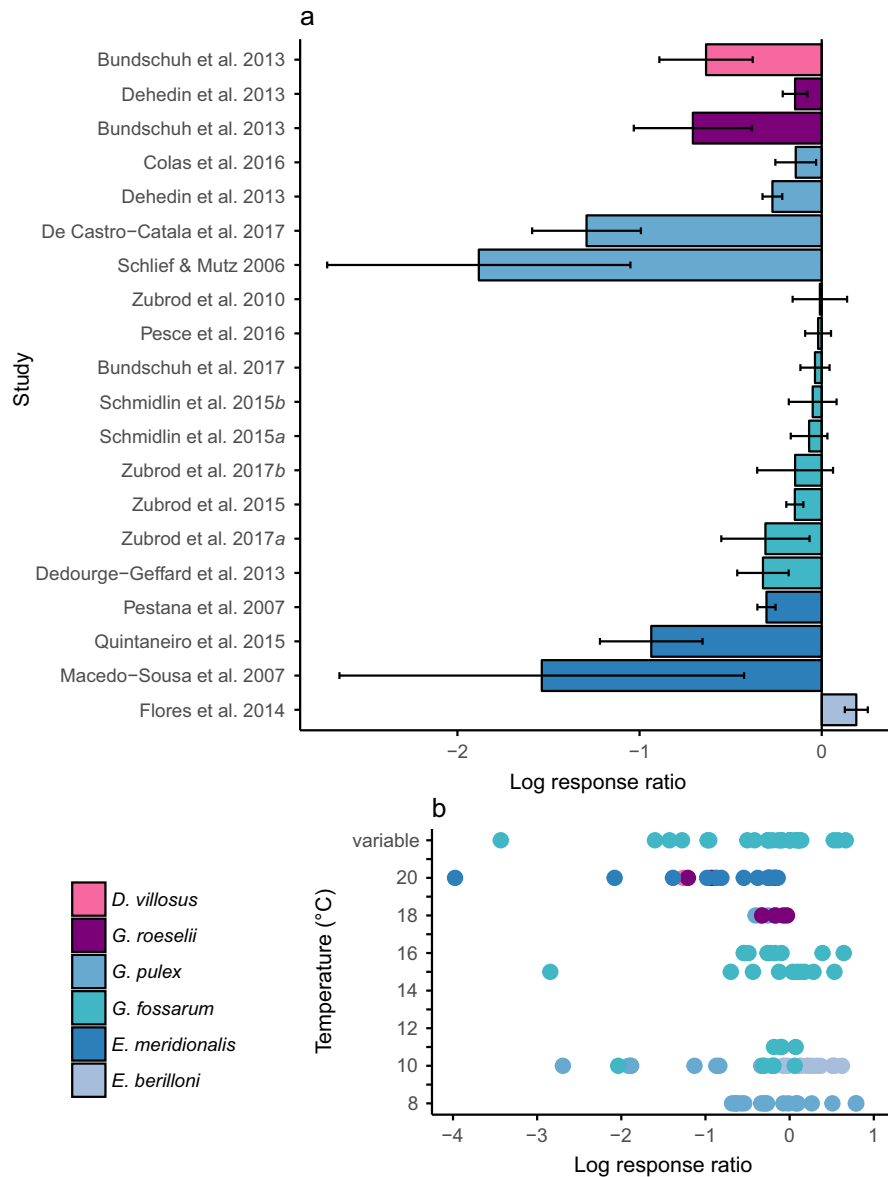 a
Bundschuh et al. 2013
Dehedin et al. 2013
Bundschuh et al. 2013
Colas et al. 2016
Dehedin et al. 2013
De Castro−Catala et al. 2017
Schlief & Mutz 2006
Zubrod et al. 2010
Pesce et al. 2016
Bundschuh et al. 2017
Schmidlin et al. 2015b
Schmidlin et al. 2015a
Zubrod et al. 2017b
Zubrod et al. 2015
Zubrod et al. 2017a
Dedourge−Geffard et al. 2013
Pestana et al. 2007
Quintaneiro et al. 2015
Macedo−Sousa et al. 2007
Flores et al. 2014
Study
−2 −1 0
Log response ratio
D. villosus
G. roeselii
G. pulex
G. fossarum
E. meridionalis
E. berilloni
b
variable
20
18
16
14
12
10
8
Temperature (°C)
−4 −3 −2 −1 0 1
Log response ratio